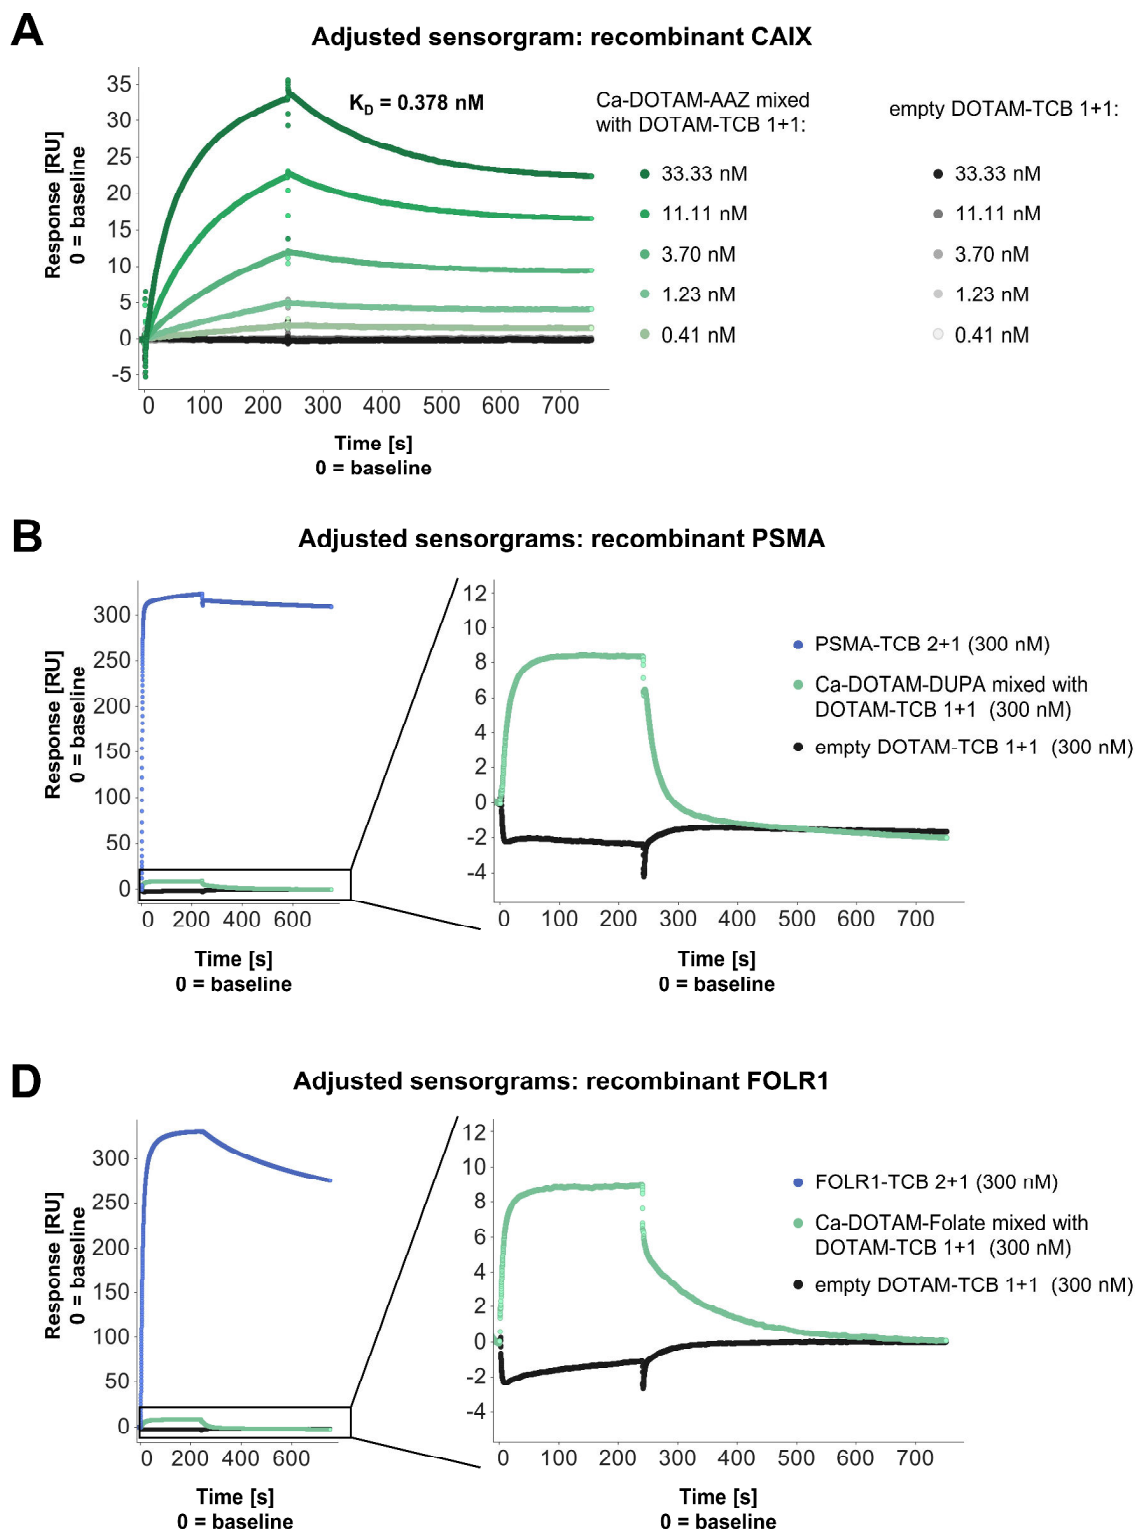 A
Adjusted sensorgram: recombinant CAIX
Response [RU]
0 = baseline
35
30
25
20
15
10
5
0
-5
K_D = 0.378 nM
0 100 200 300 400 500 600 700
Time [s]
0 = baseline
Ca-DOTAM-AAZ mixed
with DOTAM-TCB 1+1:
33.33 nM
11.11 nM
3.70 nM
1.23 nM
0.41 nM
empty DOTAM-TCB 1+1:
33.33 nM
11.11 nM
3.70 nM
1.23 nM
0.41 nM
B
Adjusted sensorgrams: recombinant PSMA
Response [RU]
0 = baseline
300
250
200
150
100
50
0
0 200 400 600
Time [s]
0 = baseline
12
10
8
6
4
2
0
-2
-4
0 100 200 300 400 500 600 700
Time [s]
0 = baseline
PSMA-TCB 2+1 (300 nM)
Ca-DOTAM-DUPA mixed with
DOTAM-TCB 1+1 (300 nM)
empty DOTAM-TCB 1+1 (300 nM)
D
Adjusted sensorgrams: recombinant FOLR1
Response [RU]
0 = baseline
300
250
200
150
100
50
0
0 200 400 600
Time [s]
0 = baseline
12
10
8
6
4
2
0
-2
-4
0 100 200 300 400 500 600 700
Time [s]
0 = baseline
FOLR1-TCB 2+1 (300 nM)
Ca-DOTAM-Folate mixed with
DOTAM-TCB 1+1 (300 nM)
empty DOTAM-TCB 1+1 (300 nM)